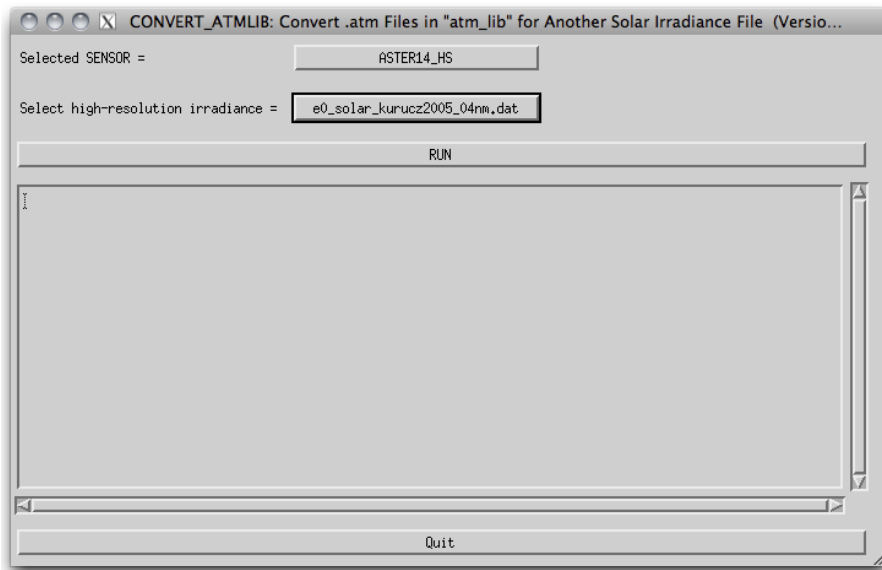 CONVERT_ATMLIB: Convert .atm Files in "atm_lib" for Another Solar Irradiance File (Versio...
Selected SENSOR = ASTER14_HS
Select high-resolution irradiance = e0_solar_kurucz2005_04nm.dat
RUN
Quit